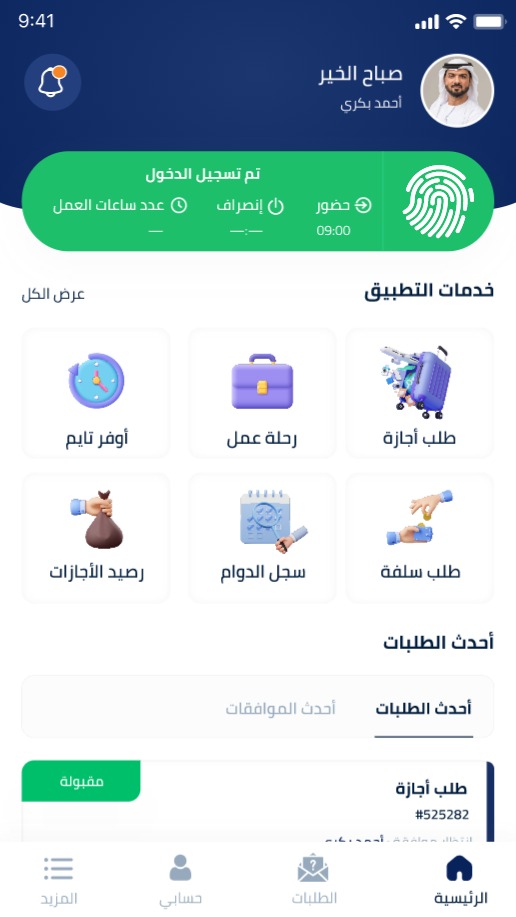 9:41
صباح الخير
أحمد بكري
تم تسجيل الدخول
حضور
إنصراف
عدد ساعات العمل
09:00
—:—
—
خدمات التطبيق
عرض الكل
طلب أجازة
رحلة عمل
أوفر تايم
طلب سلفة
سجل الدوام
رصيد الأجازات
أحدث الطلبات
أحدث الطلبات
أحدث الموافقات
طلب أجازة
مقبولة
#525282
الرئيسية
الطلبات
حسابي
المزيد